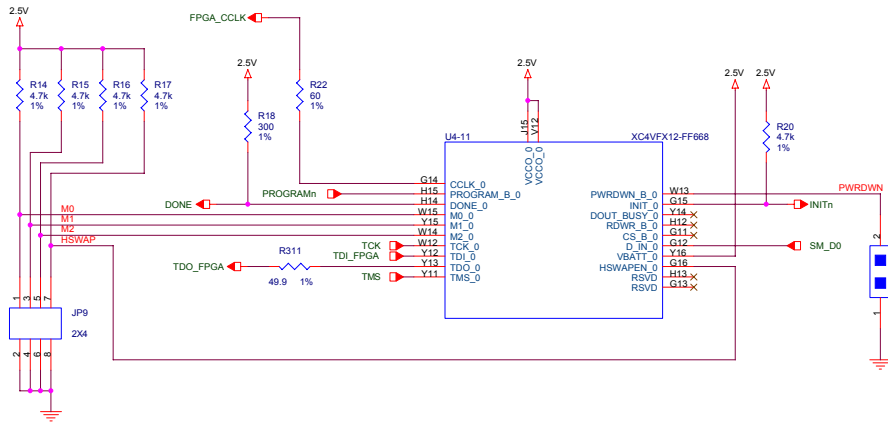 FPGA_CCLK
2.5V
2.5V
2.5V
2.5V
2.5V
R14
4.7k
1%
R15
4.7k
1%
R16
4.7k
1%
R17
4.7k
1%
R18
300
1%
R22
60
1%
R20
4.7k
1%
J15
V12
VCCO_0
VCCO_0
U4-11
XC4VFX12-FF668
G14
CCLK_0
PROGRAMn
H15
PROGRAM_B_0
DONE
H14
DONE_0
M0
W15
M0_0
M1
Y15
M1_0
M2
W14
M2_0
HSWAP
TCK
W12
TCK_0
TDI_FPGA
Y12
TDI_0
TDO_FPGA
R311
49.9 1%
Y13
TDO_0
TMS
Y11
TMS_0
PWRDWN_B_0
W13
PWRDWN
INIT_0
G15
INITn
DOUT_BUSY_0
Y14
RDWR_B_0
H12
CS_B_0
G11
D_IN_0
G12
SM_D0
VBATT_0
Y16
HSWAPEN_0
G16
RSVD
H13
RSVD
G13
2
1
1 3 5 7
JP9
2X4
2 4 6 8